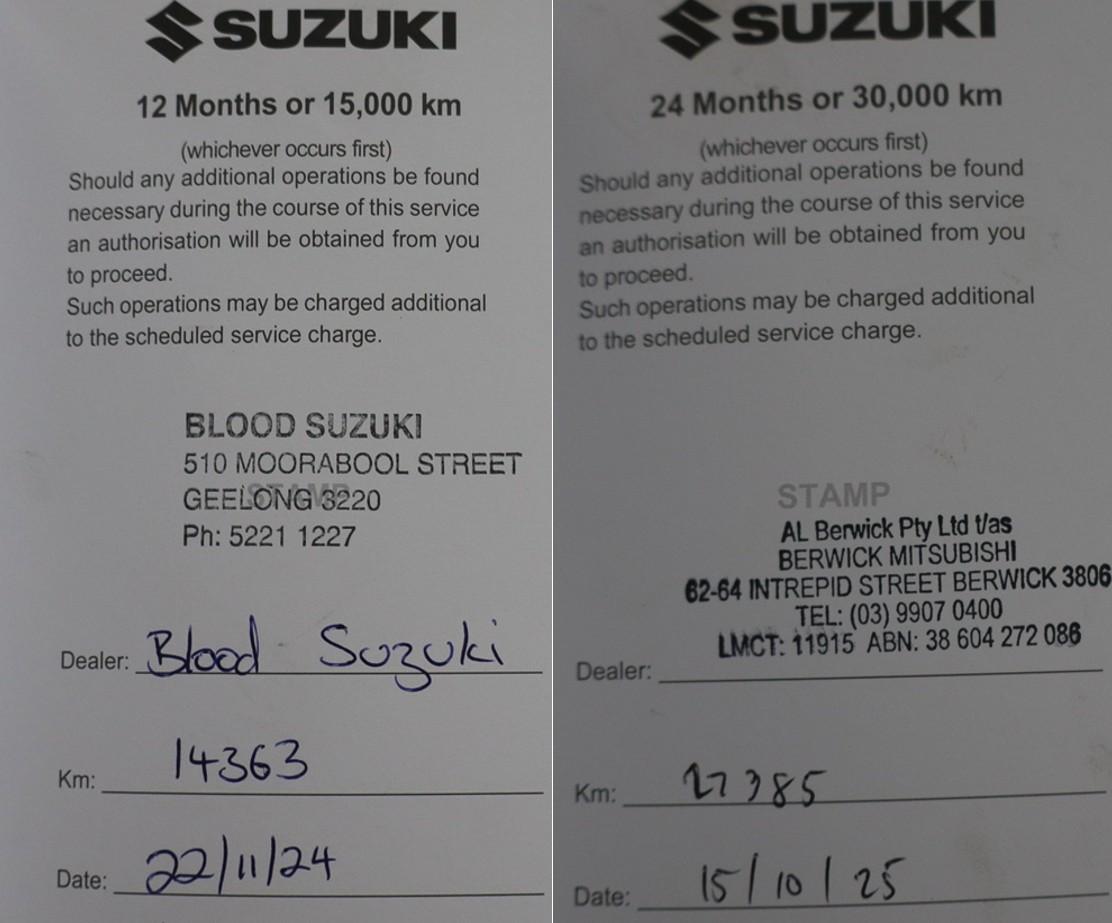 SUZUKI
12 Months or 15,000 km
(whichever occurs first)
Should any additional operations be found
necessary during the course of this service
an authorisation will be obtained from you
to proceed.
Such operations may be charged additional
to the scheduled service charge.
BLOOD SUZUKI
510 MOORABOOL STREET
STAMP
GEELONG 3220
Ph: 5221 1227
Dealer: Blood Suzuki
Km: 14363
Date: 22/11/24
SUZUKI
24 Months or 30,000 km
(whichever occurs first)
Should any additional operations be found
necessary during the course of this service
an authorisation will be obtained from you
to proceed.
Such operations may be charged additional
to the scheduled service charge.
STAMP
AL Berwick Pty Ltd t/as
BERWICK MITSUBISHI
62-64 INTREPID STREET BERWICK 3806
TEL: (03) 9907 0400
LMCT: 11915 ABN: 38 604 272 086
Dealer:
Km: 27385
Date: 15/10/25